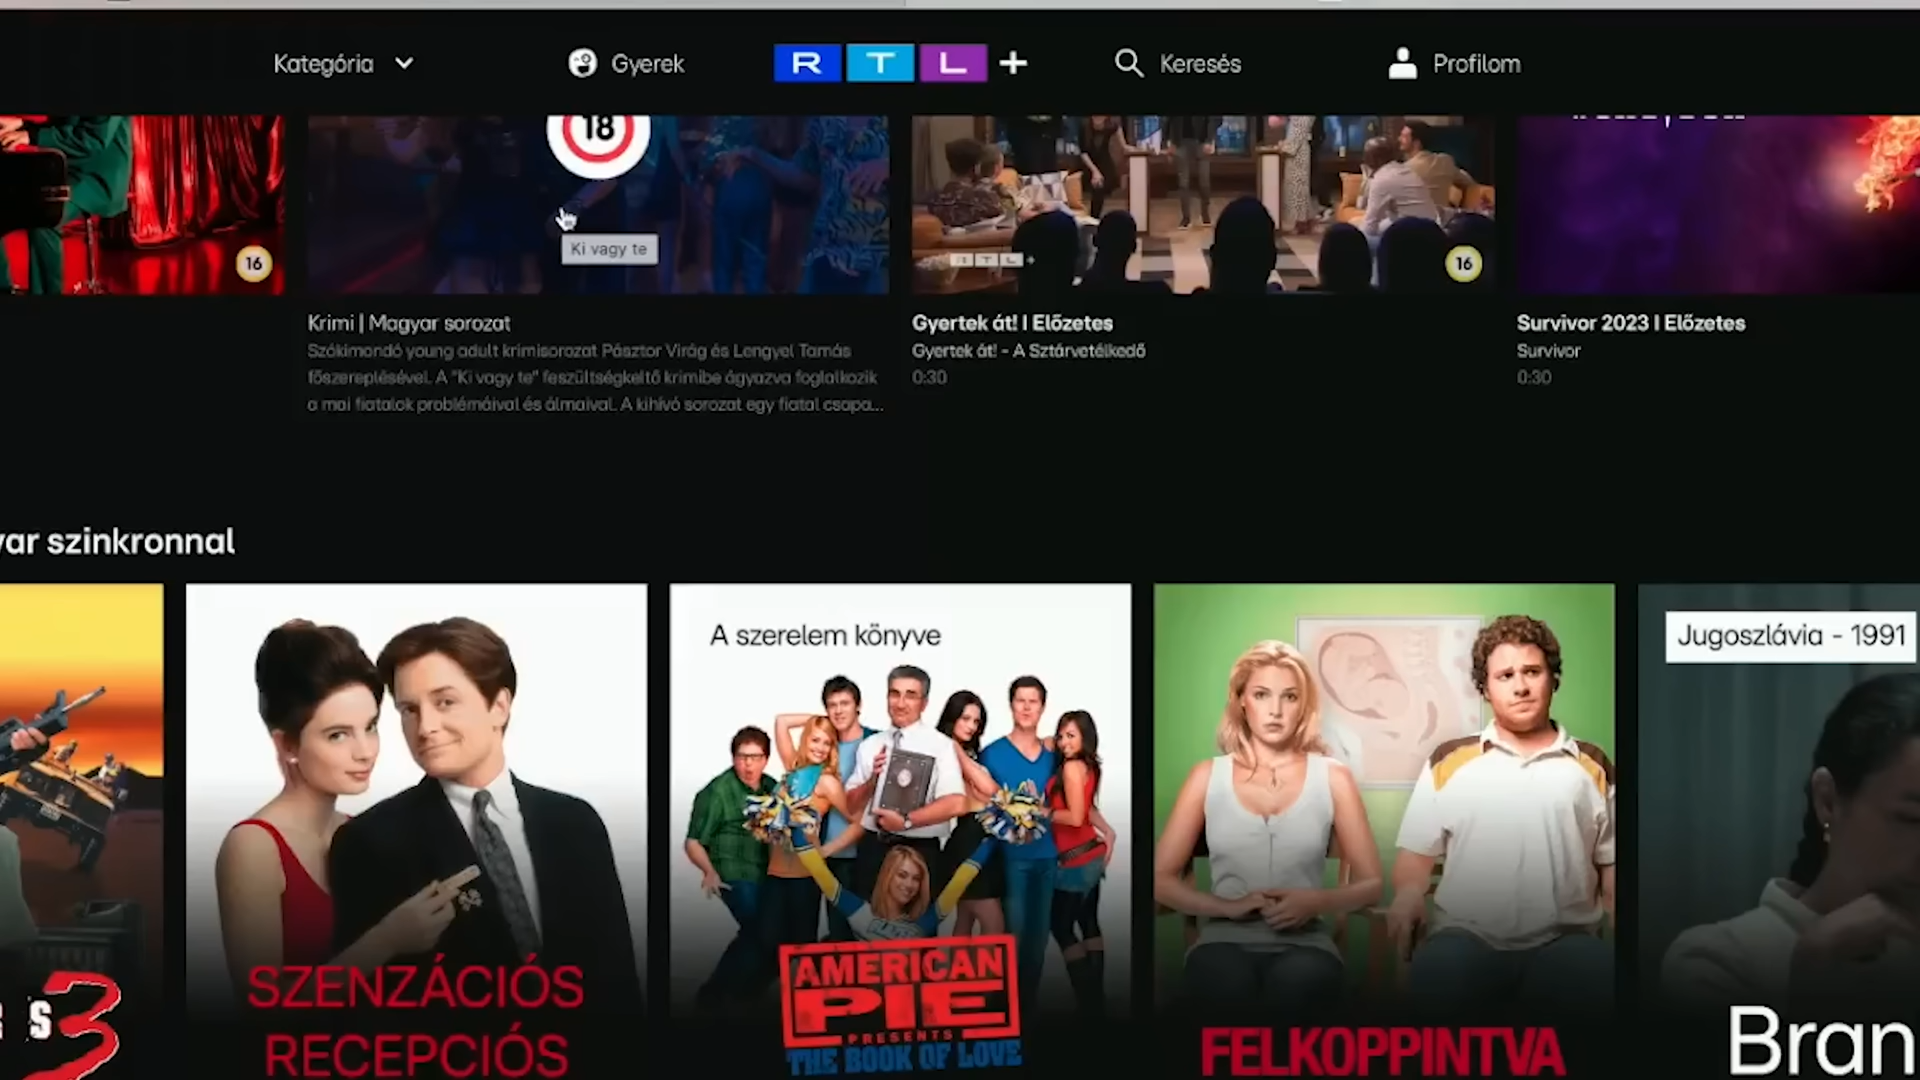 Kategória
Gyerek
RTL+
Keresés
Profilom
18
Ki vagy te
16
RTL+
16
Krimi | Magyar sorozat
Szókimondó young adult krimisorozat Pásztor Virág és Lengyel Tamás
főszereplésével. A "Ki vagy te" feszültségkeltő krimibe ágyazva foglalkozik
a mai fiatalok problémáival és álmaival. A kihívó sorozat egy fiatal csapa...
Gyertek át! I Előzetes
Gyertek át! - A Sztárvetélkedő
0:30
Survivor 2023 I Előzetes
Survivor
0:30
yar szinkronnal
S 3
SZENZÁCIÓS
RECEPCIÓS
A szerelem könyve
AMERICAN
PIE
PRESENTS
THE BOOK OF LOVE
FELKOPPINTVA
Jugoszlávia - 1991
Bran